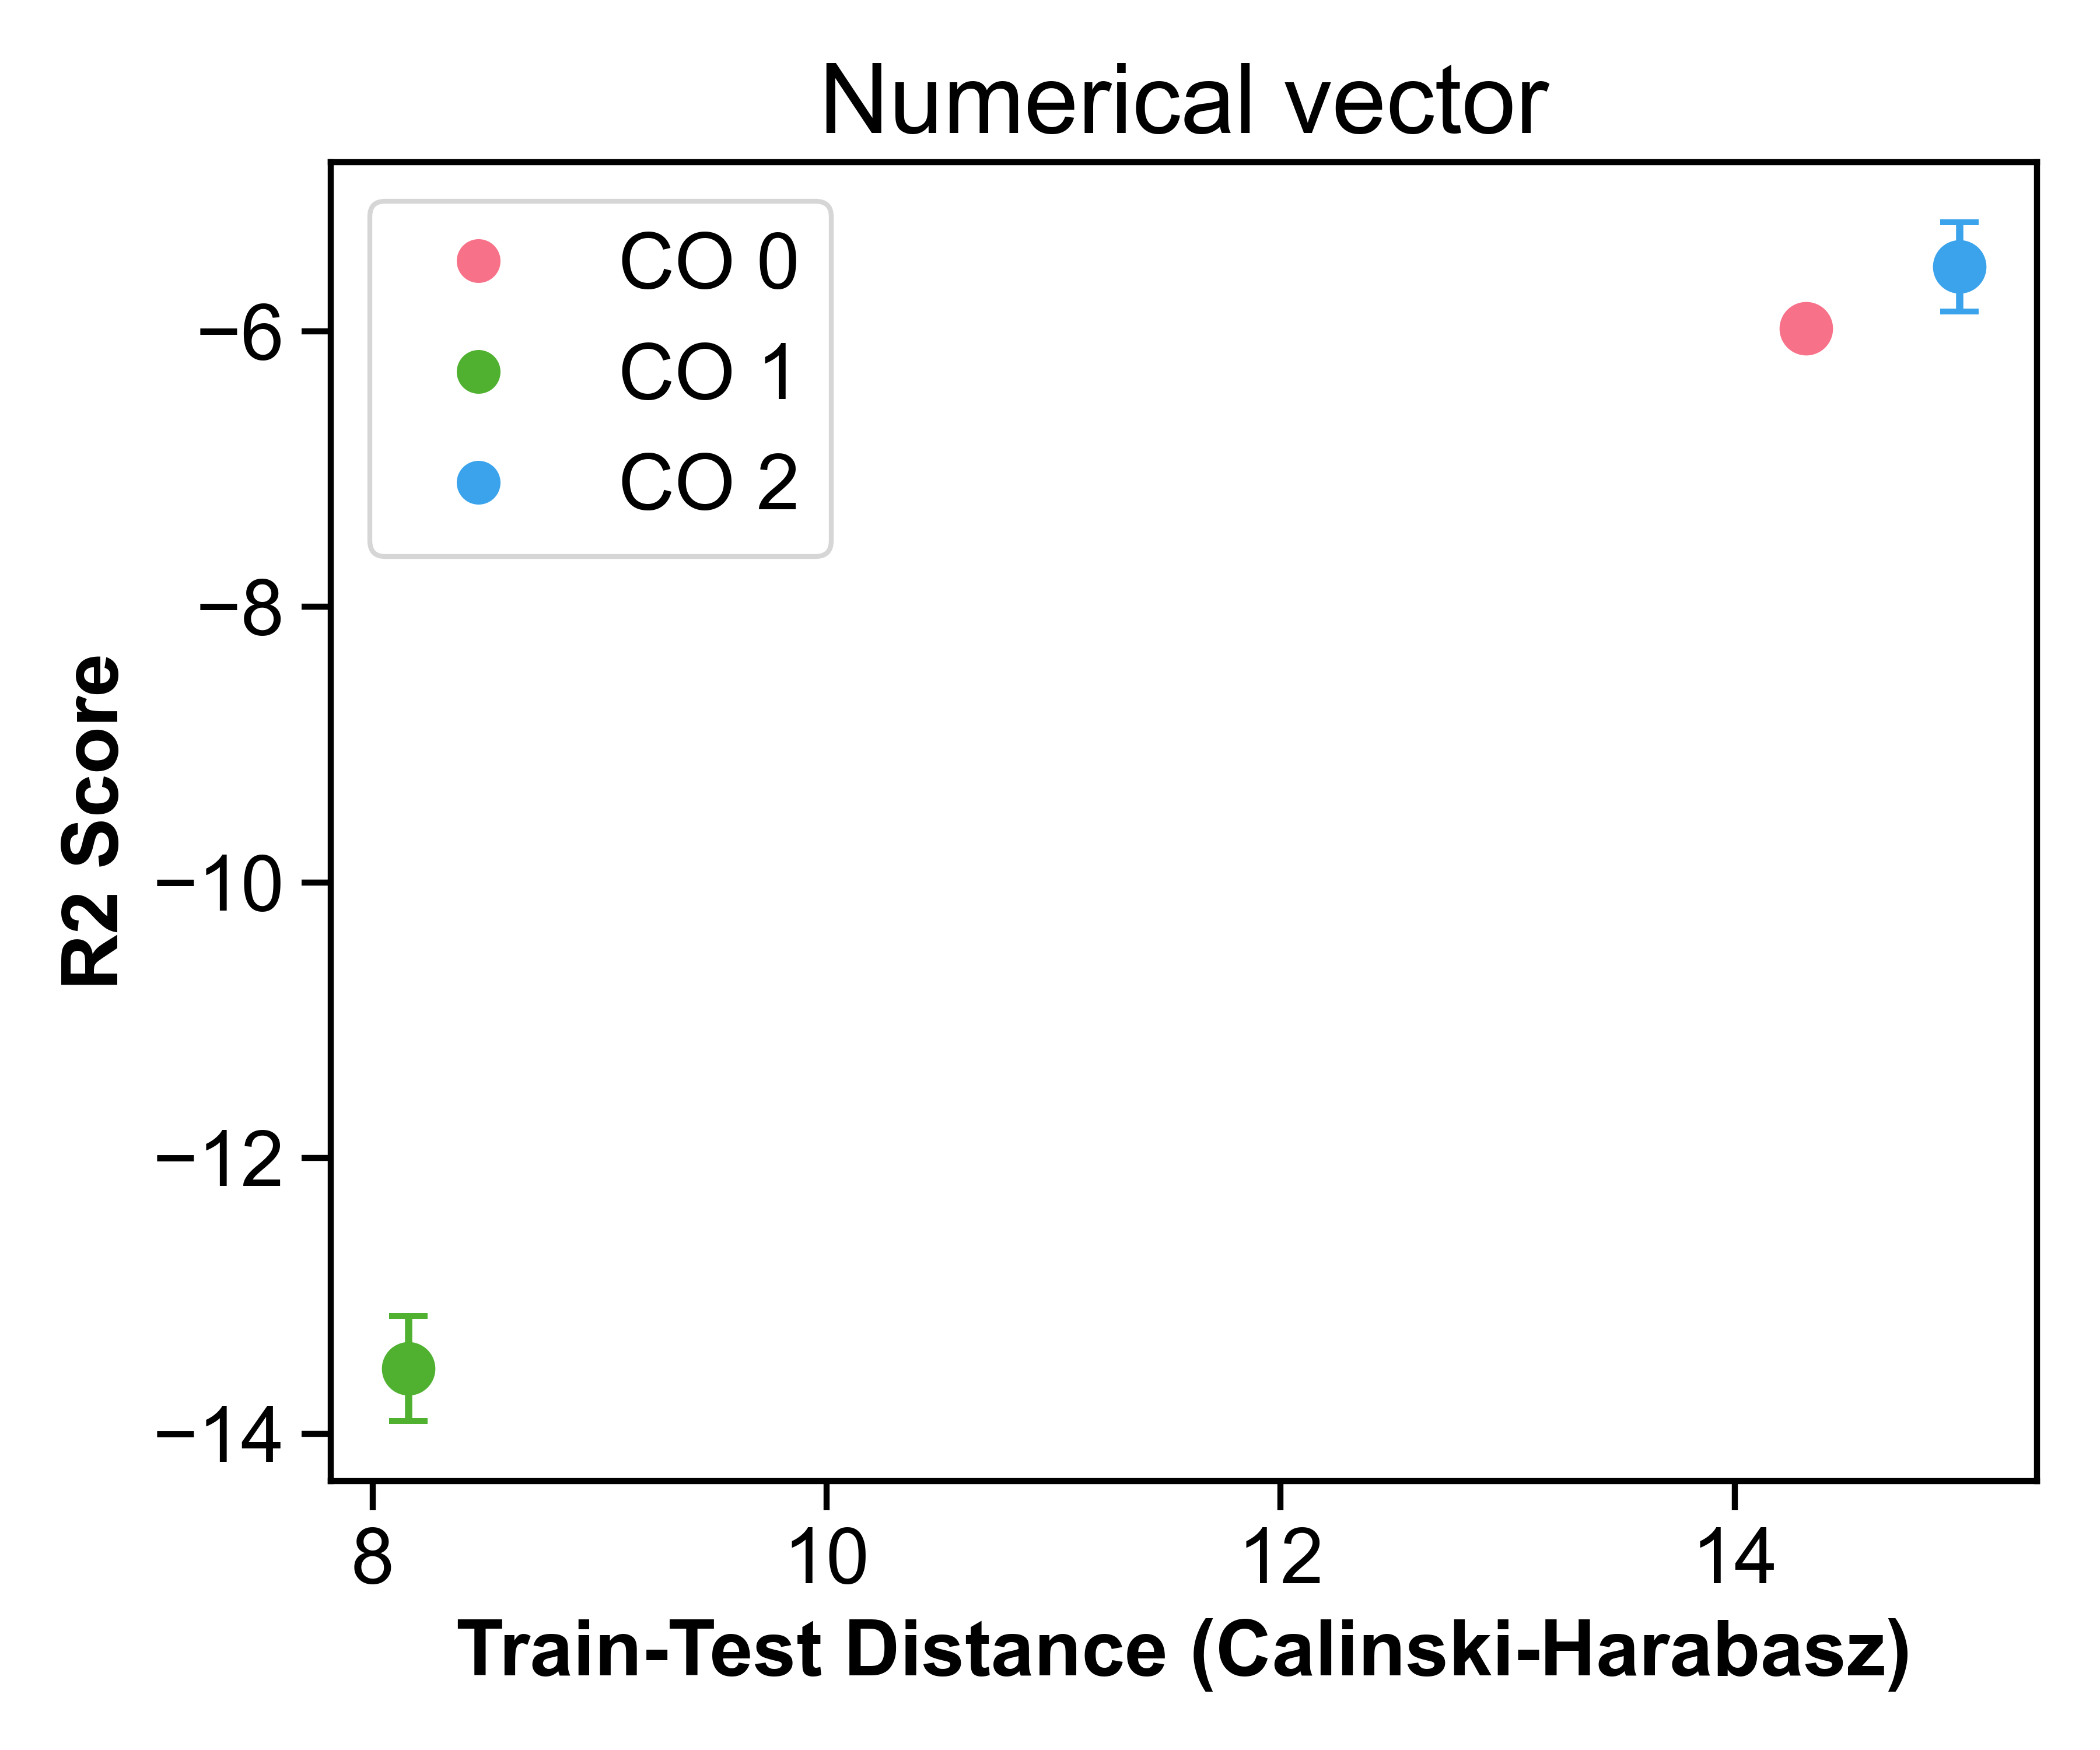 Numerical vector
CO 0
CO 1
CO 2
−6
−8
−10
−12
−14
R2 Score
8 10 12 14
Train-Test Distance (Calinski-Harabasz)